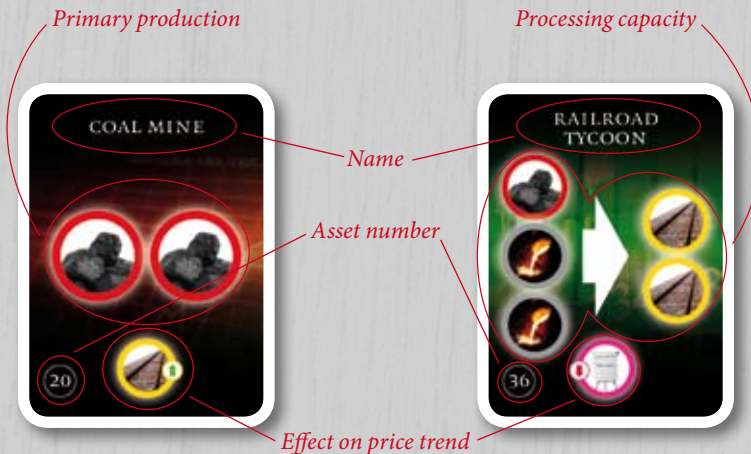 Primary production
Processing capacity
COAL MINE
RAILROAD
TYCOON
Name
Asset number
20
36
Effect on price trend